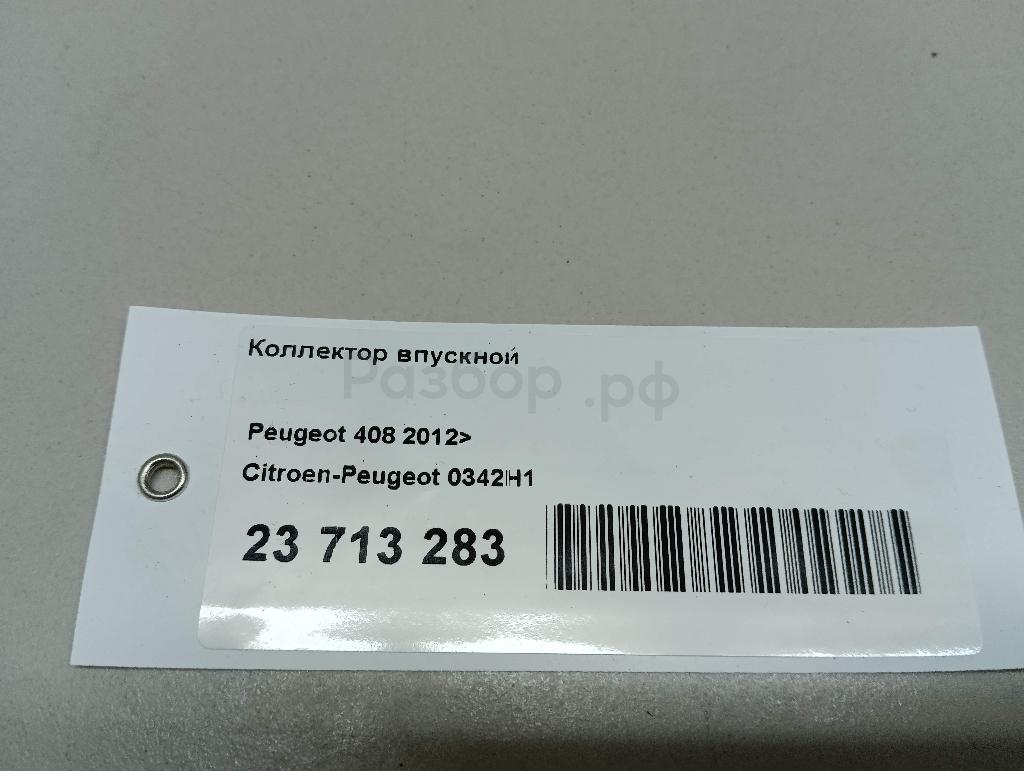 Коллектор впускной
Разбор.рф
Peugeot 408 2012>
Citroen-Peugeot 0342H1
23 713 283